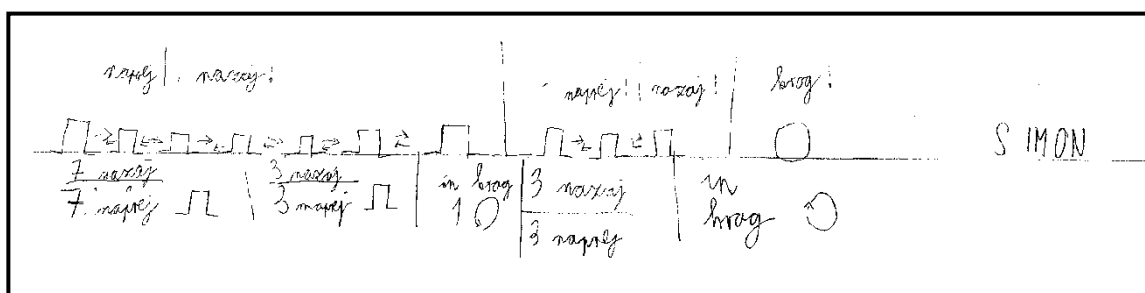 naprej! nazaj!
naprej! nazaj! krog!
SIMON
7 nazaj
7 naprej
3 nazaj
3 naprej
in krog
1
3 nazaj
3 naprej
in
krog